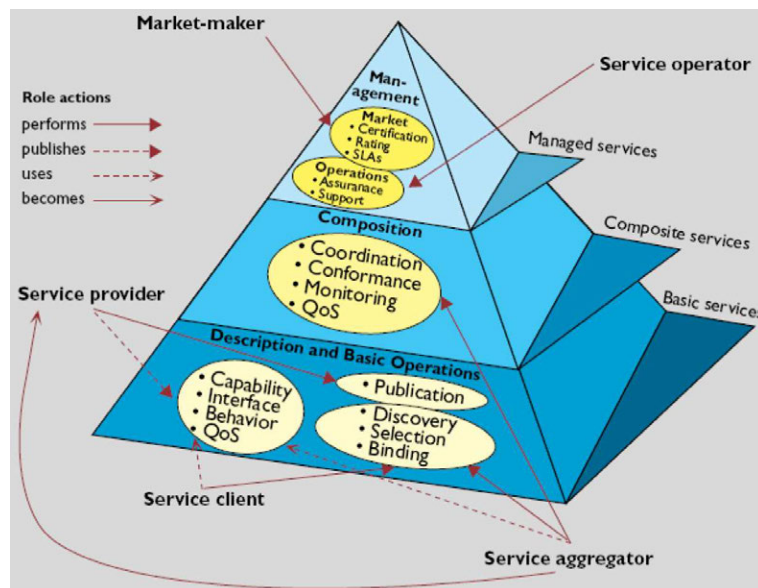 Market-maker
Service operator
Role actions
performs
publishes
uses
becomes
Man-
agement
Market
• Certification
• Rating
• SLAs
Operations
• Assuranace
• Support
Managed services
Composition
• Coordination
• Conformance
• Monitoring
• QoS
Composite services
Service provider
Basic services
Description and Basic Operations
• Capability
• Interface
• Behavior
• QoS
• Publication
• Discovery
• Selection
• Binding
Service client
Service aggregator